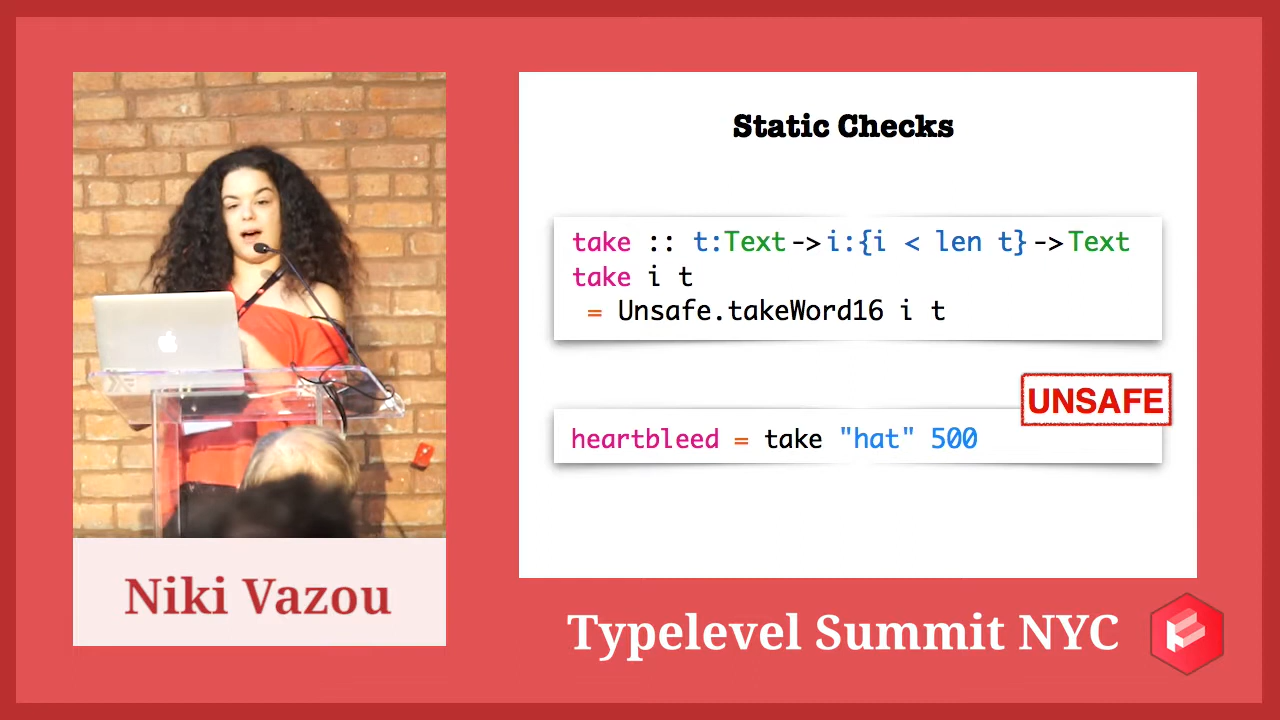 Static Checks
take :: t:Text->i:{i < len t}->Text
take i t
= Unsafe.takeWord16 i t
UNSAFE
heartbleed = take "hat" 500
Niki Vazou
Typelevel Summit NYC